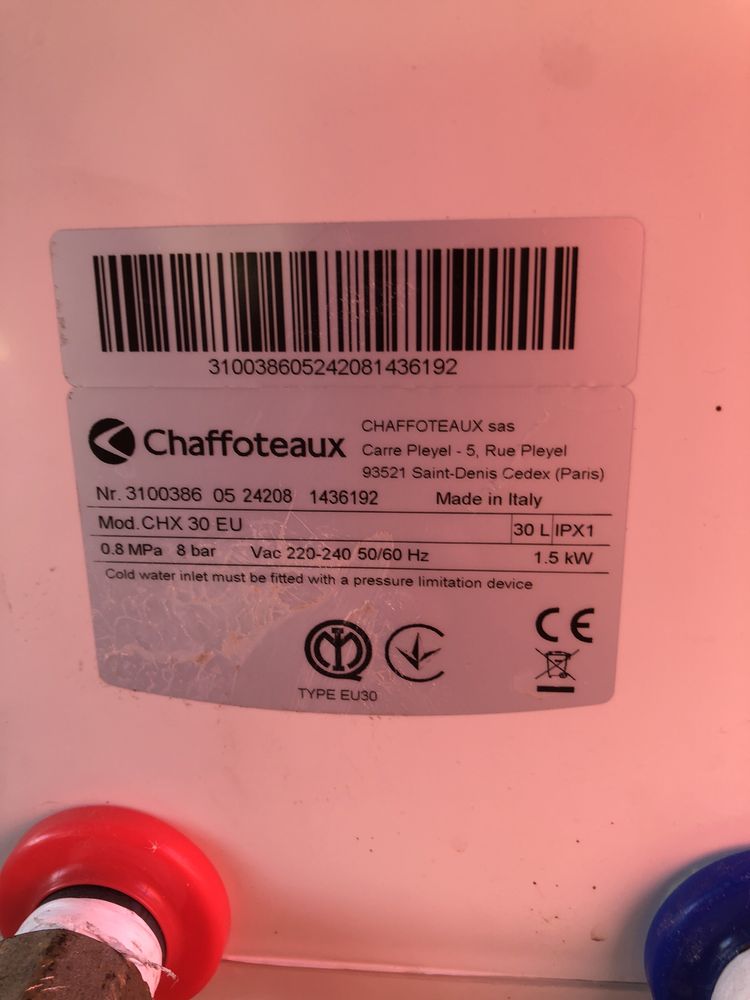 310038605242081436192
Chaffoteaux
CHAFFOTEAUX sas
Carre Pleyel - 5, Rue Pleyel
93521 Saint-Denis Cedex (Paris)
Nr. 3100386 05 24208 1436192 Made in Italy
Mod.CHX 30 EU 30 L IPX1
0.8 MPa 8 bar Vac 220-240 50/60 Hz 1.5 kW
Cold water inlet must be fitted with a pressure limitation device
CE
TYPE EU30